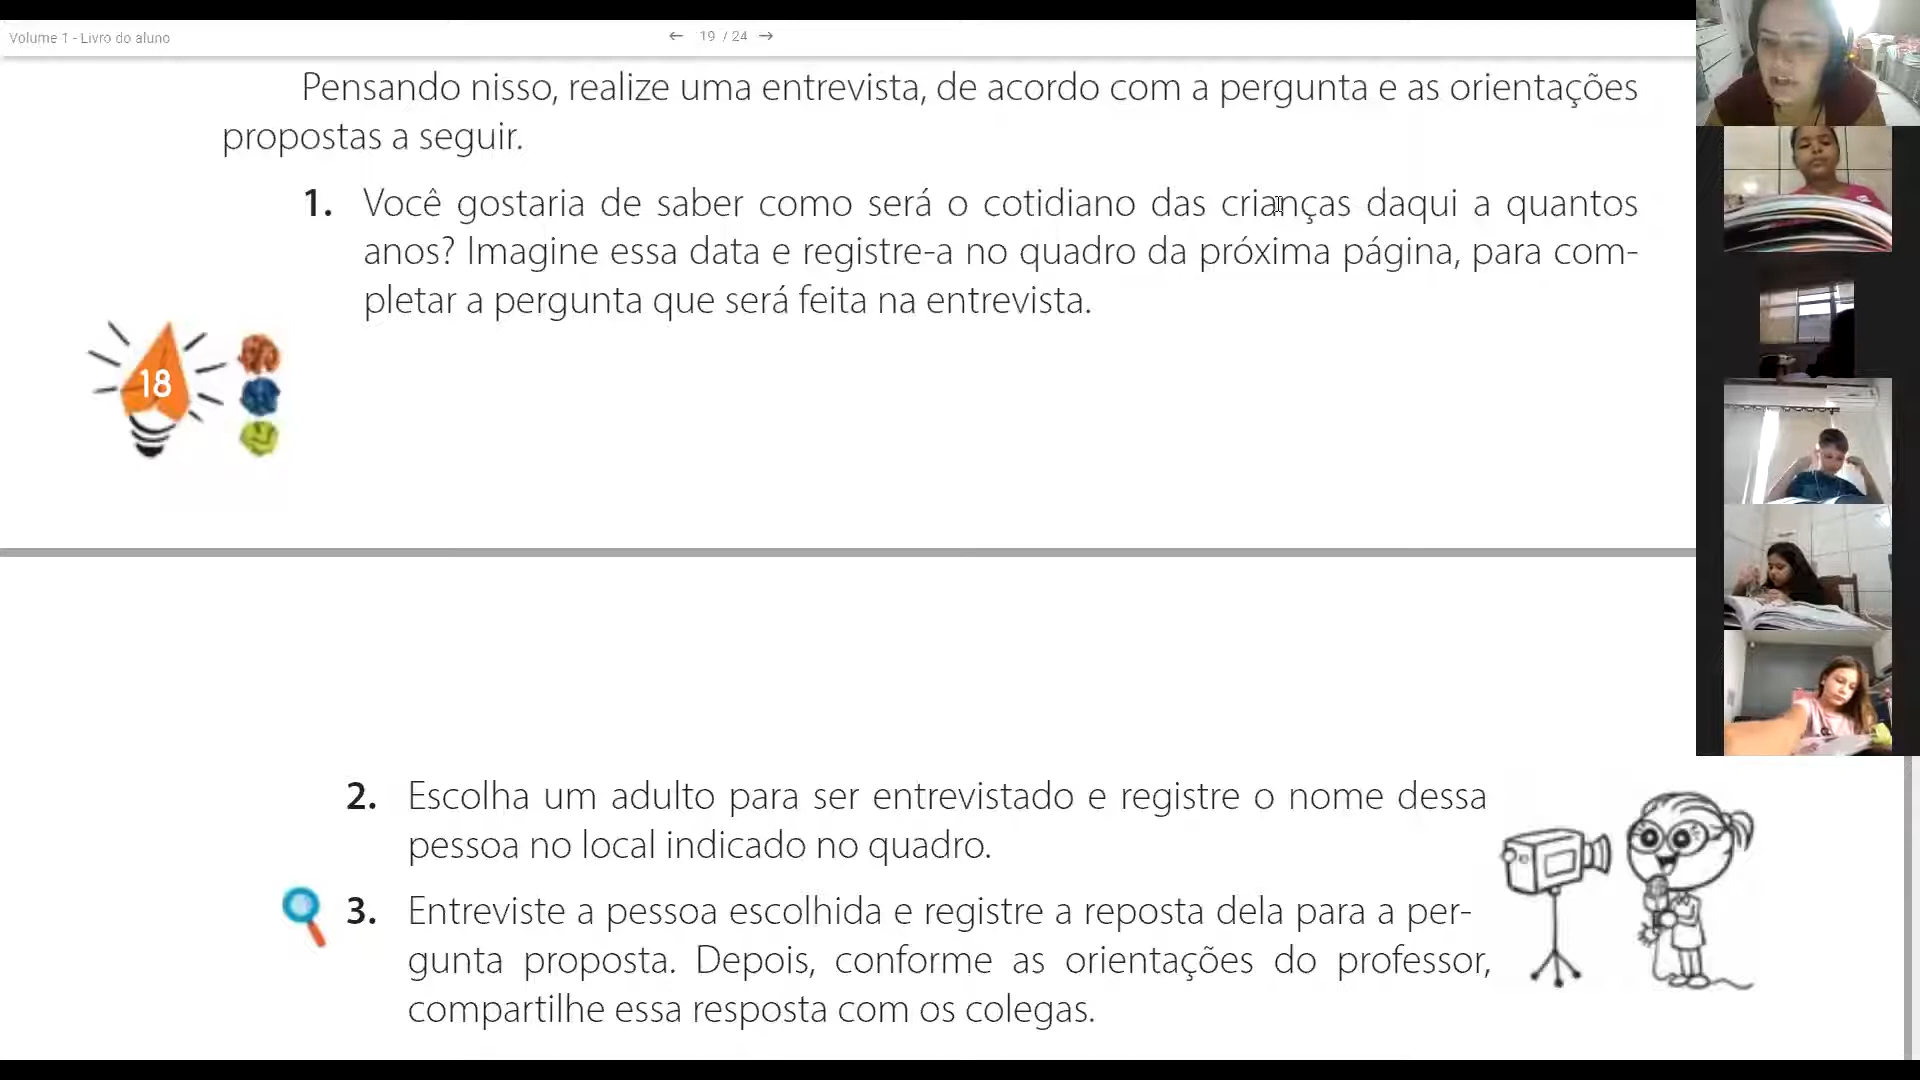 Volume 1 - Livro do aluno
← 19 / 24 →
Pensando nisso, realize uma entrevista, de acordo com a pergunta e as orientações
propostas a seguir.
1. Você gostaria de saber como será o cotidiano das crianças daqui a quantos
anos? Imagine essa data e registre-a no quadro da próxima página, para com-
pletar a pergunta que será feita na entrevista.
18
2. Escolha um adulto para ser entrevistado e registre o nome dessa
pessoa no local indicado no quadro.
3. Entreviste a pessoa escolhida e registre a reposta dela para a per-
gunta proposta. Depois, conforme as orientações do professor,
compartilhe essa resposta com os colegas.